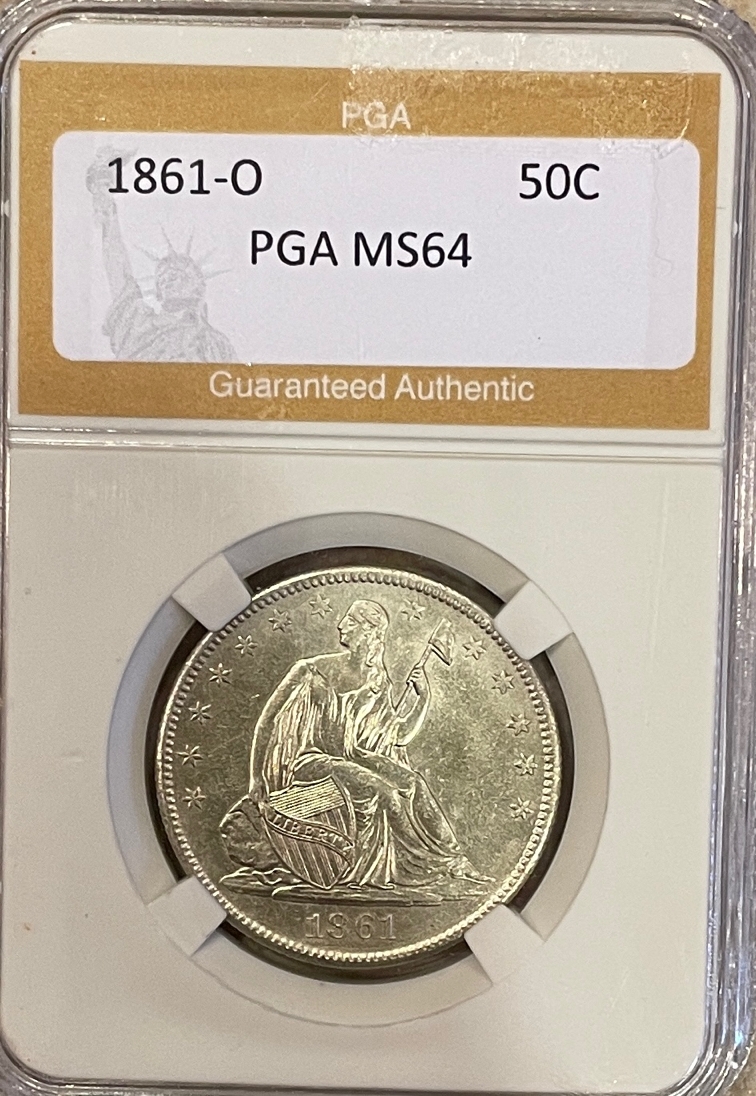 PGA
1861-O 50C
PGA MS64
Guaranteed Authentic
LIBERTY
1861